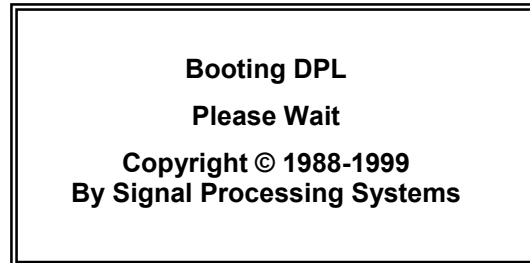 Booting DPL
Please Wait
Copyright © 1988-1999
By Signal Processing Systems